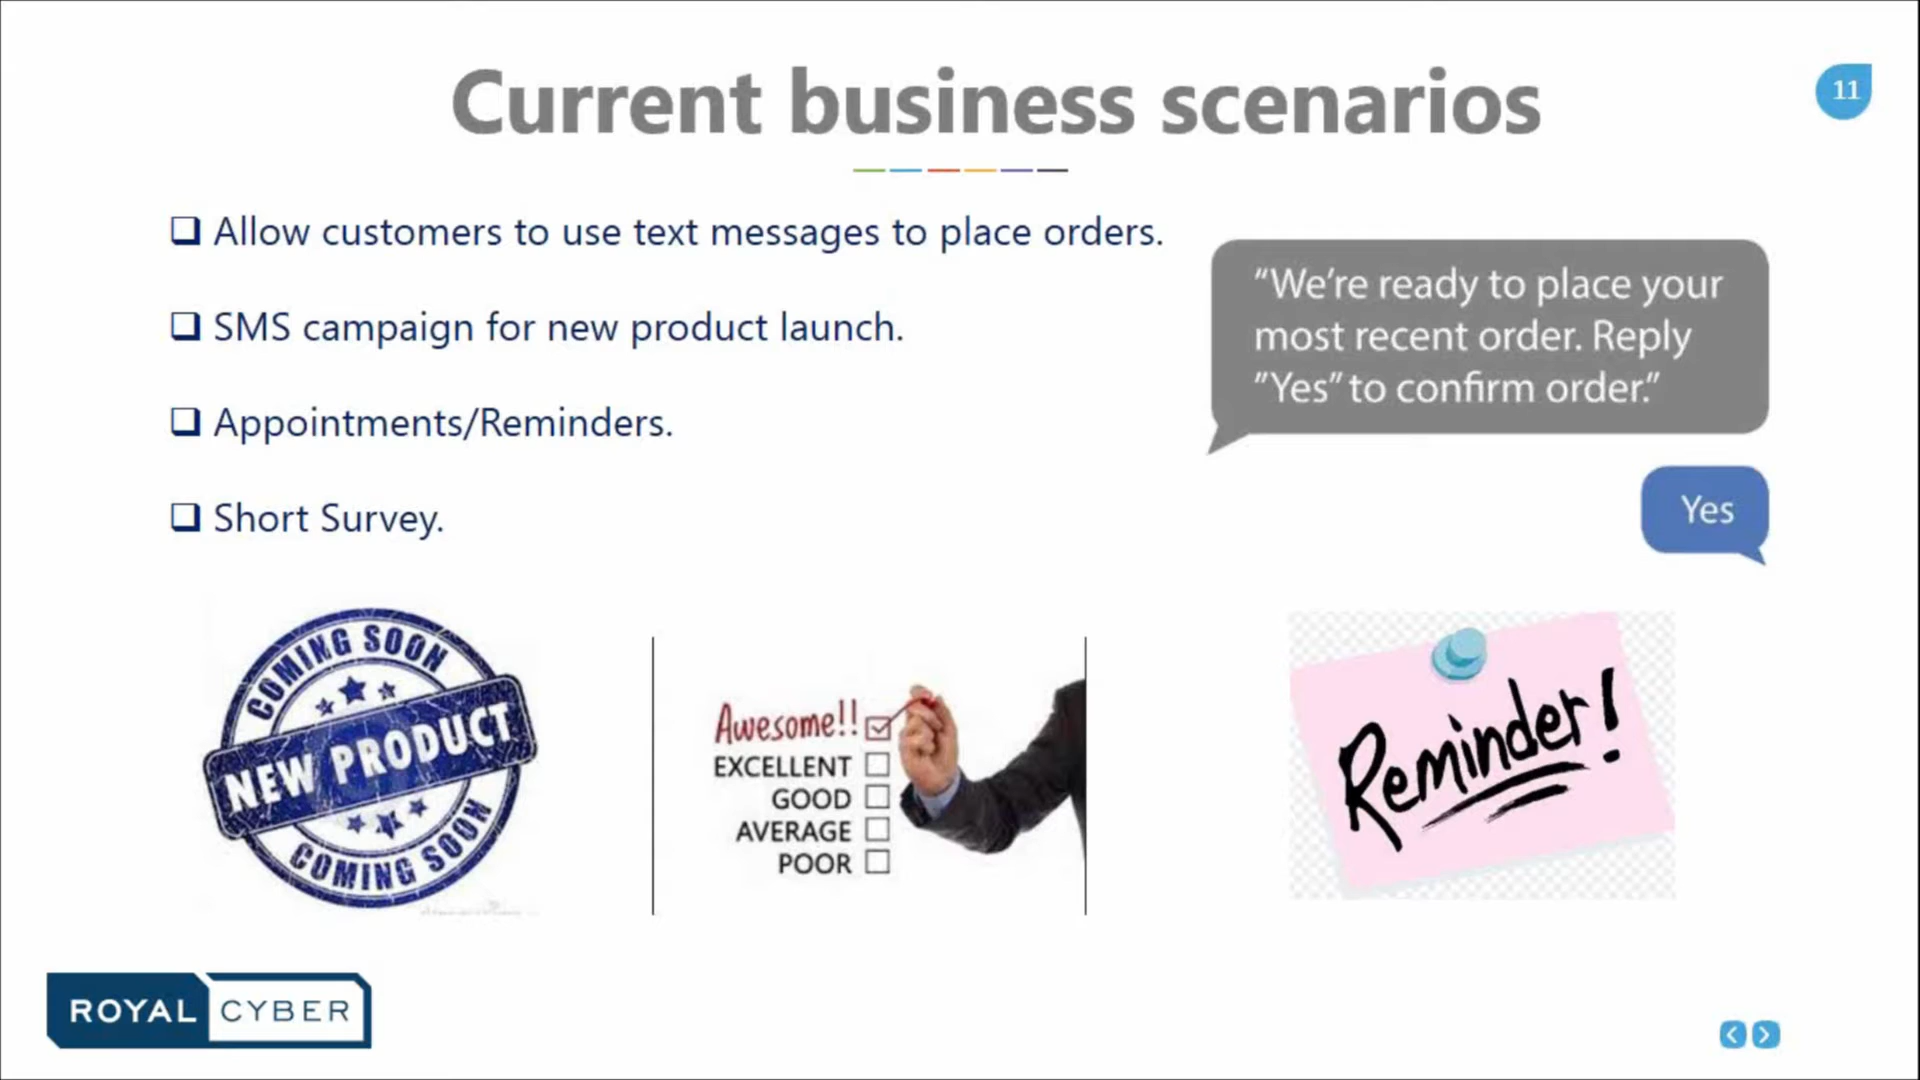 Current business scenarios
11
Allow customers to use text messages to place orders.
SMS campaign for new product launch.
Appointments/Reminders.
Short Survey.
“We’re ready to place your
most recent order. Reply
”Yes” to confirm order.”
Yes
COMING SOON
NEW PRODUCT
COMING SOON
Awesome!!
EXCELLENT
GOOD
AVERAGE
POOR
Reminder!
ROYAL CYBER